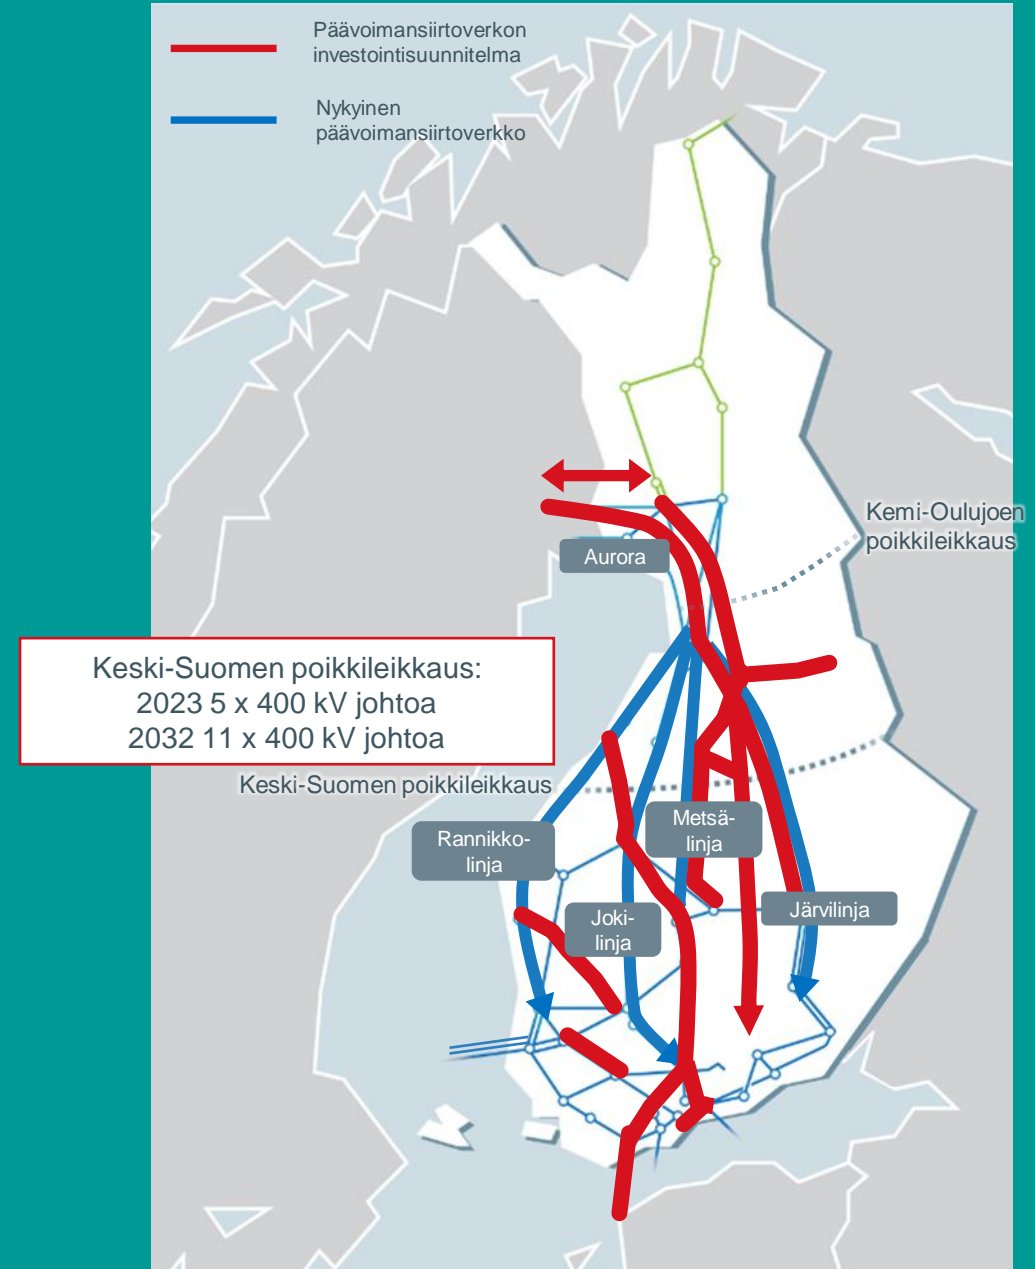 Päävoimansiirtoverkon
investointisuunnitelma
Nykyinen
päävoimansiirtoverkko
Kemi-Oulujoen
poikkileikkaus
Aurora
Keski-Suomen poikkileikkaus:
2023 5 x 400 kV johtoa
2032 11 x 400 kV johtoa
Keski-Suomen poikkileikkaus
Rannikko-
linja
Metsä-
linja
Joki-
linja
Järvilinja